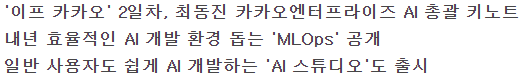 '이프 카카오' 2일차, 최동진 카카오엔터프라이즈 AI 총괄 키노트
내년 효율적인 AI 개발 환경 돕는 'MLOps' 공개
일반 사용자도 쉽게 AI 개발하는 'AI 스튜디오'도 출시